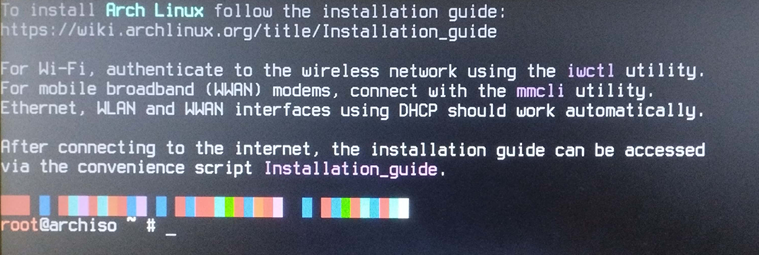 To install Arch Linux follow the installation guide:
https://wiki.archlinux.org/title/Installation_guide
For Wi-Fi, authenticate to the wireless network using the iwctl utility.
For mobile broadband (WWAN) modems, connect with the mmcli utility.
Ethernet, WLAN and WWAN interfaces using DHCP should work automatically.
After connecting to the internet, the installation guide can be accessed
via the convenience script Installation_guide.
root@archiso ~ # _